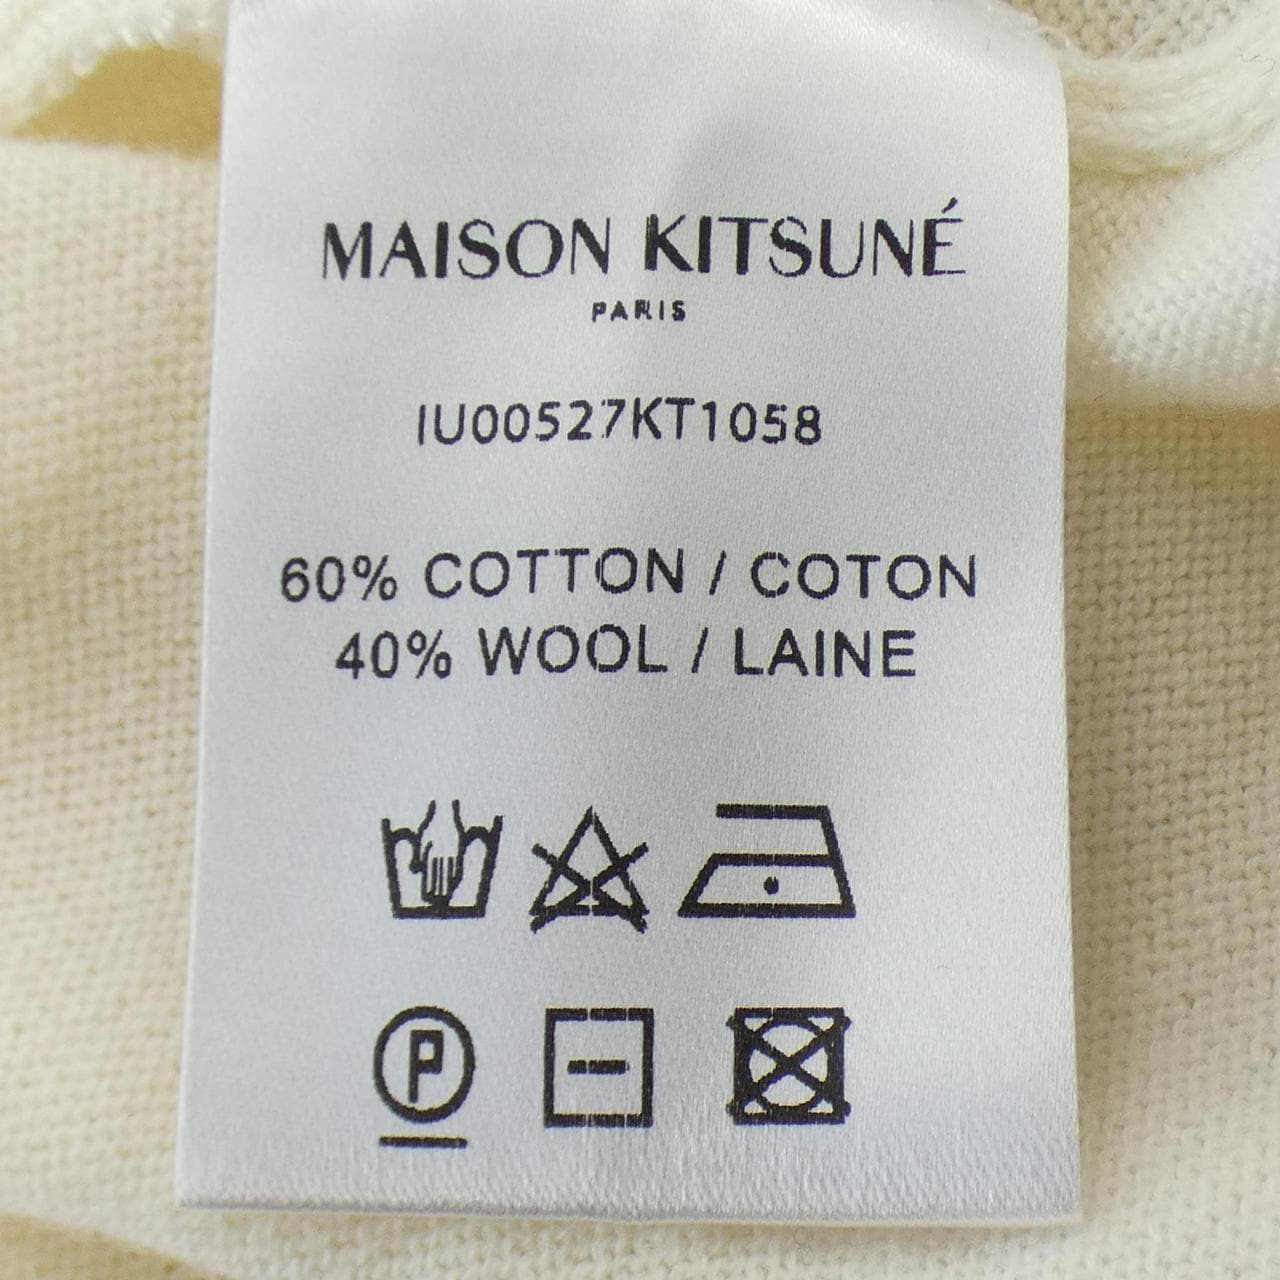 MAISON KITSUNÉ
PARIS
IU00527KT1058
60% COTTON / COTON
40% WOOL / LAINE
P